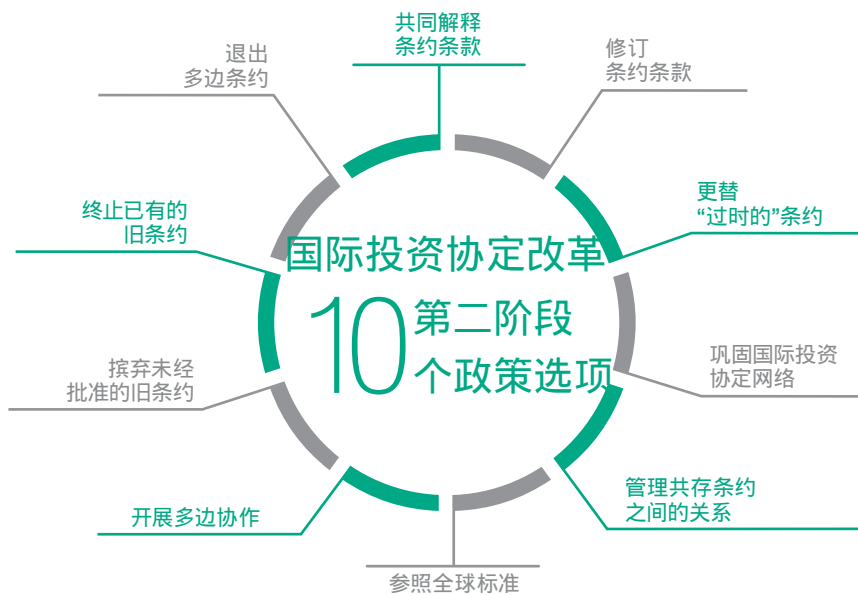 共同解释
条约条款
修订
条约条款
更替
“过时的”条约
巩固国际投资
协定网络
管理共存条约
之间的关系
参照全球标准
开展多边协作
摈弃未经
批准的旧条约
终止已有的
旧条约
退出
多边条约
国际投资协定改革
10 第二阶段
个政策选项